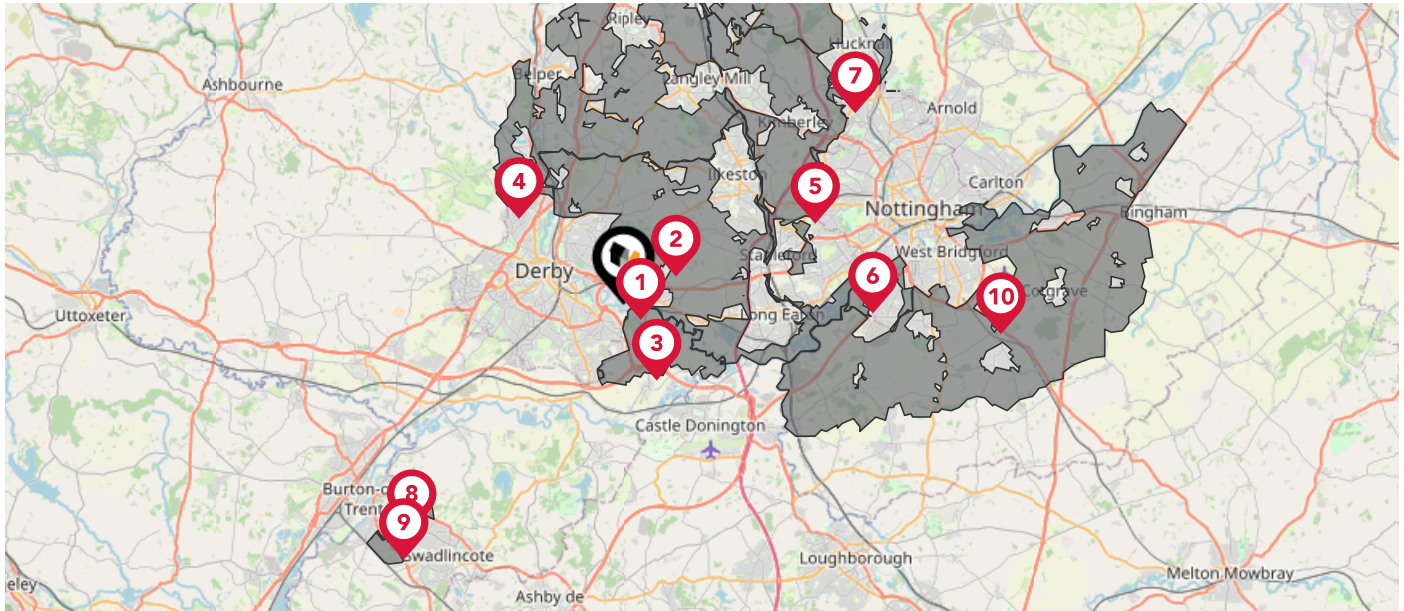 Ripley
Hucknall
Belper
Langley Mill
7
Ashbourne
Arnold
Kimberley
4
Ilkeston
5
Carlton
Nottingham
Bingham
2
Stapleford
West Bridgford
Derby
1
6
10
Cotgrave
Uttoxeter
Long Eaton
3
Castle Donington
Burton-o
8
Trent
9
Swadlincote
Loughborough
Melton Mowbray
eley
Ashby de